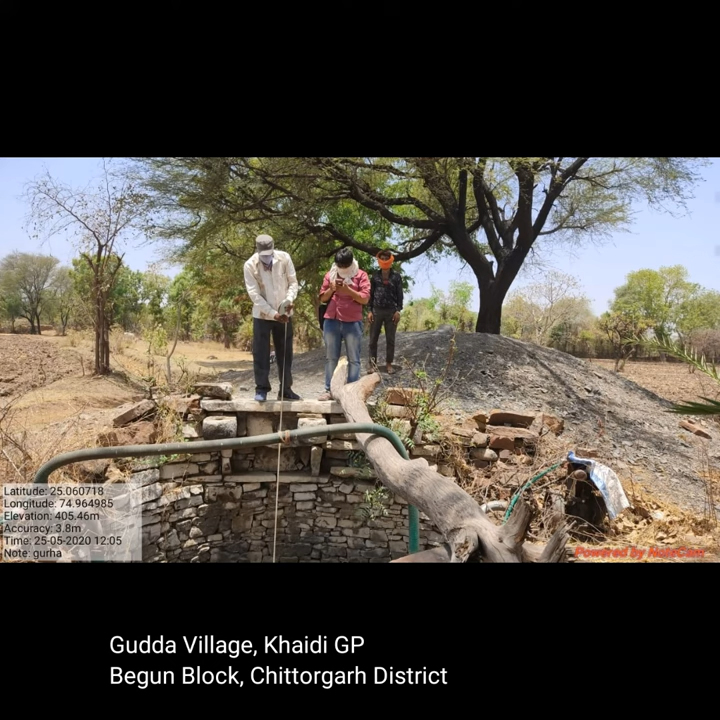 Latitude: 25.060718
Longitude: 74.964985
Elevation: 405.46m
Accuracy: 3.8m
Time: 25-05-2020 12:05
Note: gurha
Powered by NoteCam
Gudda Village, Khaidi GP
Begun Block, Chittorgarh District